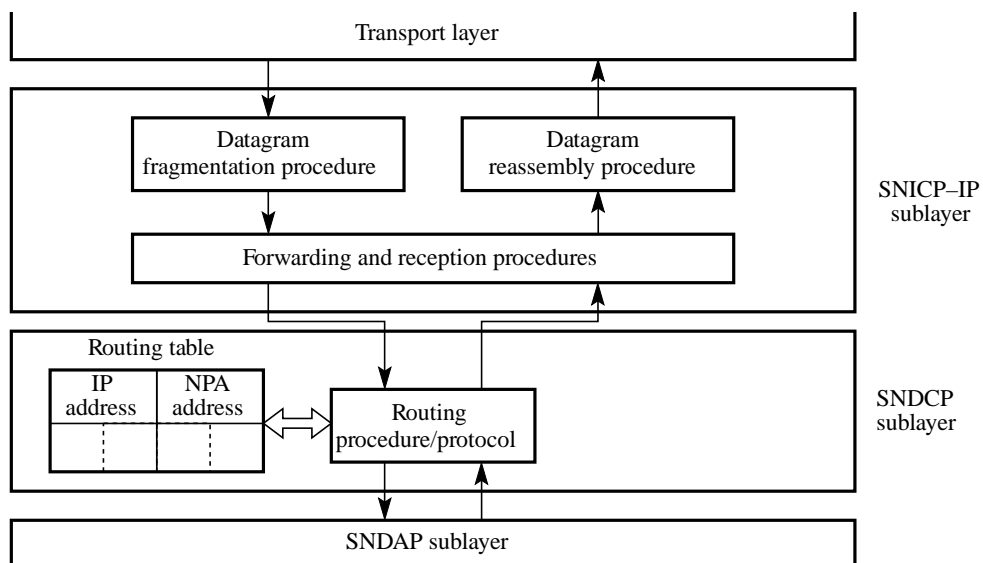 Transport layer
Datagram
fragmentation procedure
Datagram
reassembly procedure
SNICP–IP
sublayer
Forwarding and reception procedures
Routing table
IP
address
NPA
address
Routing
procedure/protocol
SNDCP
sublayer
SNDAP sublayer